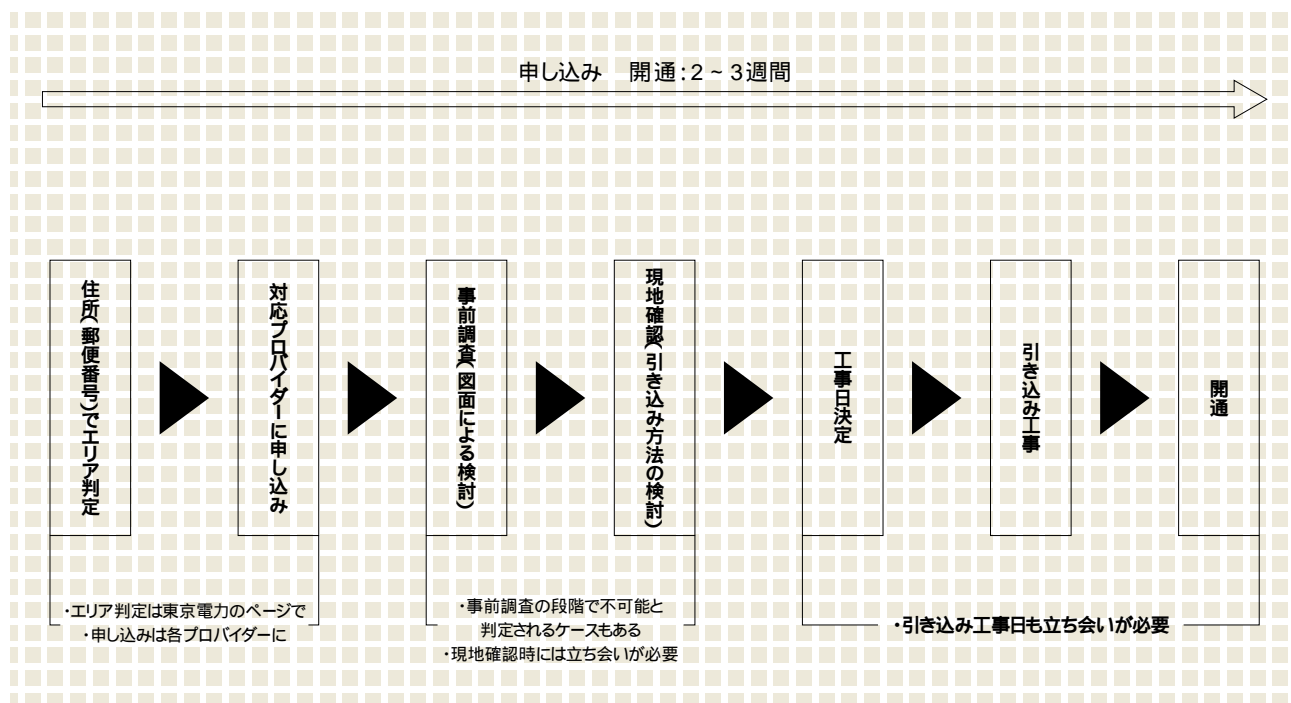 申し込み　開通：2～3週間
住所（郵便番号）でエリア判定
対応プロバイダーに申し込み
事前調査（図面による検討）
現地確認（引き込み方法の検討）
工事日決定
引き込み工事
開通
・エリア判定は東京電力のページで
・申し込みは各プロバイダーに
・事前調査の段階で不可能と
判定されるケースもある
・現地確認時には立ち会いが必要
・引き込み工事日も立ち会いが必要